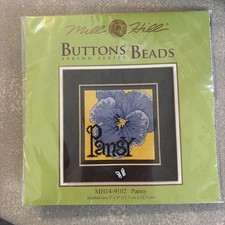 Mill Hill
BUTTONS BEADS
SPRING SERIES
Pansy
MH14-9102 Pansy